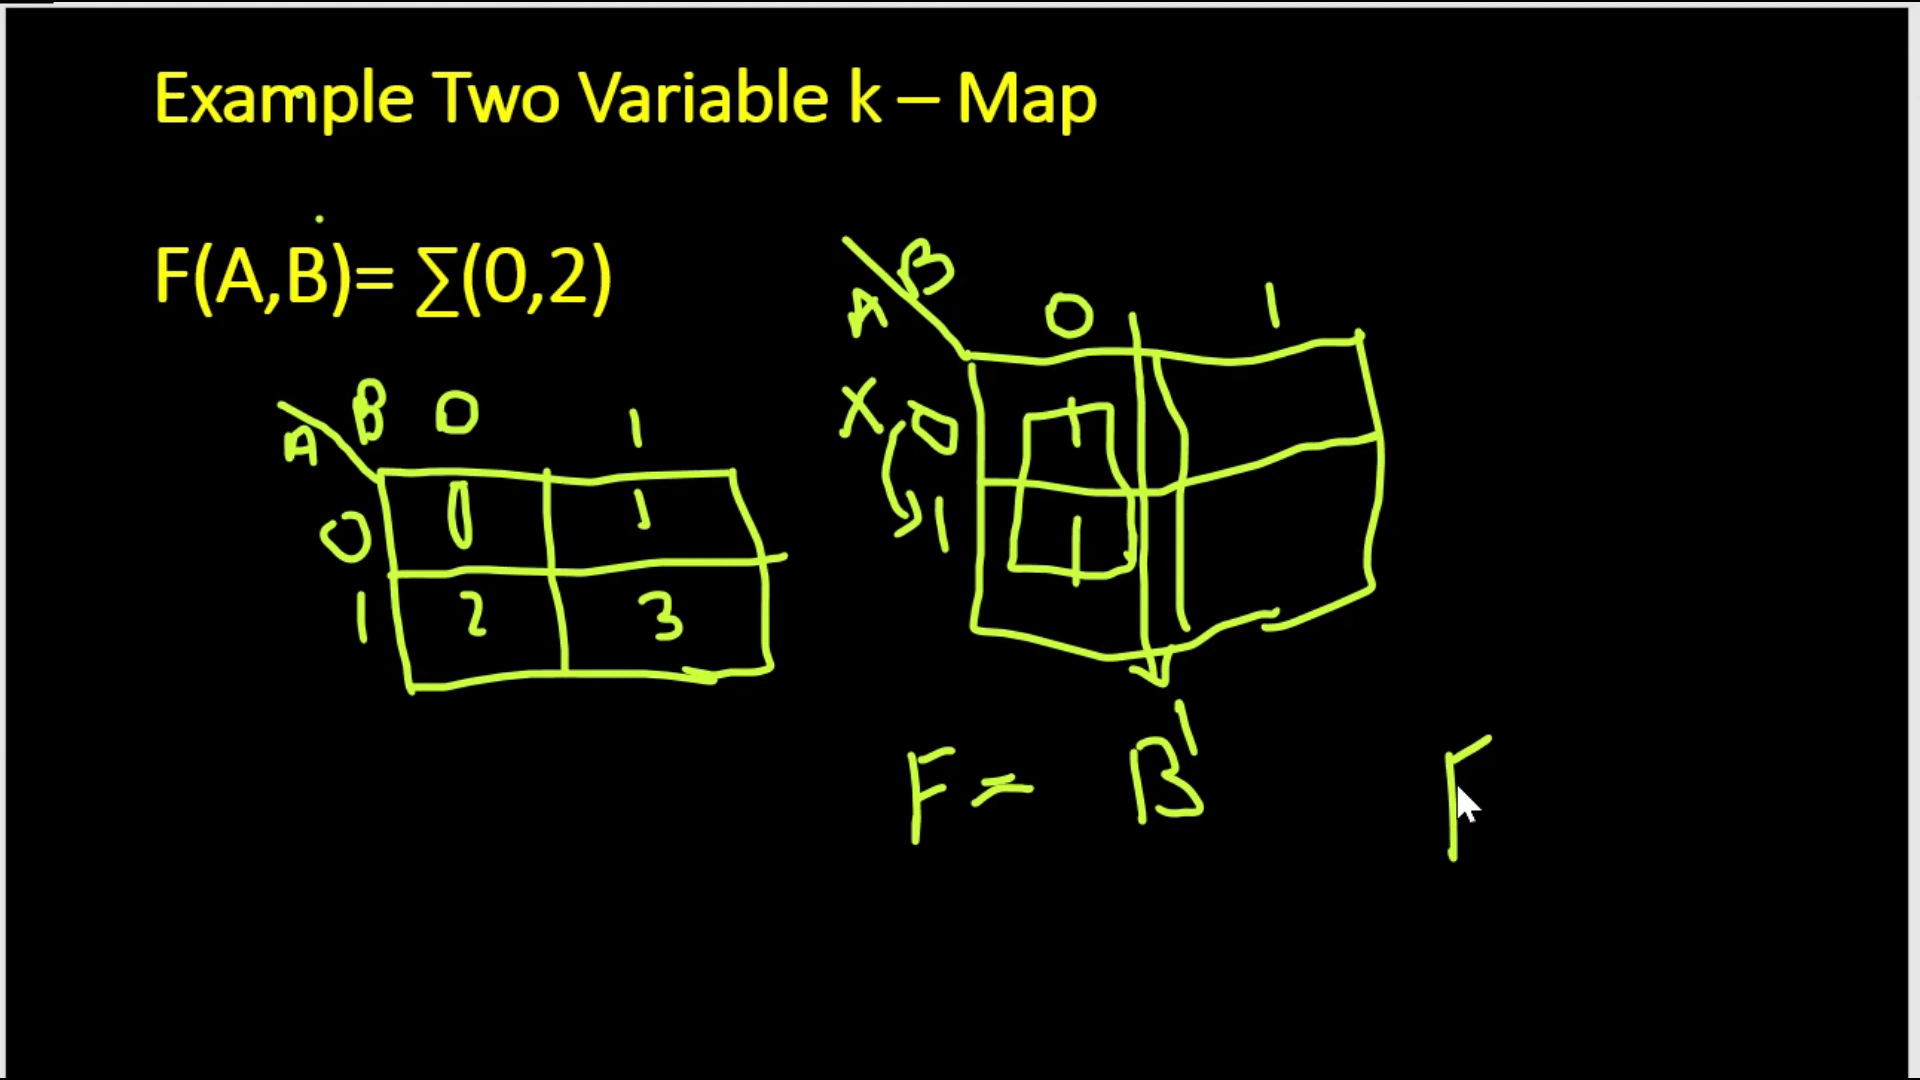 Example Two Variable k – Map
F(A,B)= ∑(0,2)
B
A
0 1
X 0 1
1 1
A B 0 1
0 0 1
1 2 3
F = B' F